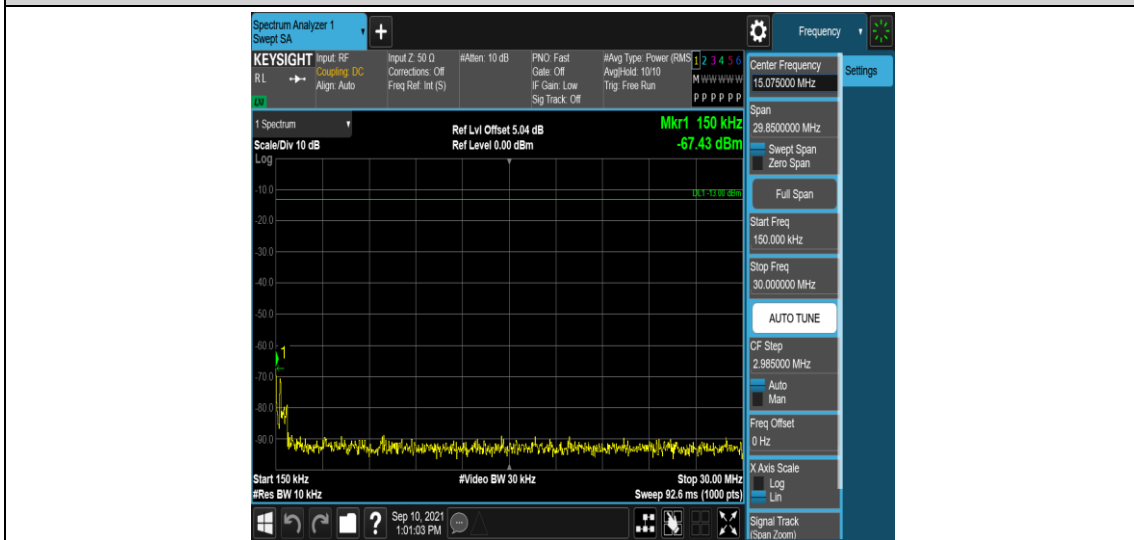 Spectrum Analyzer 1
Swept SA
+
Frequency
KEYSIGHT
RL
LXI
Input: RF
Coupling: DC
Align: Auto
Input Z: 50 Ω
Corrections: Off
Freq Ref: Int (S)
#Atten: 10 dB
PNO: Fast
Gate: Off
IF Gain: Low
Sig Track: Off
#Avg Type: Power (RMS
Avg|Hold: 10/10
Trig: Free Run
1 2 3 4 5 6
M W W W W W
P P P P P P
1 Spectrum
Scale/Div 10 dB
Ref Lvl Offset 5.04 dB
Ref Level 0.00 dBm
Mkr1 150 kHz
-67.43 dBm
Log
DL1 -13.00 dBm
-10.0
-20.0
-30.0
-40.0
-50.0
-60.0
1
-70.0
-80.0
-90.0
Start 150 kHz
#Video BW 30 kHz
Stop 30.00 MHz
#Res BW 10 kHz
Sweep 92.6 ms (1000 pts)
?
Sep 10, 2021
1:01:03 PM
Center Frequency
15.075000 MHz
Settings
Span
29.8500000 MHz
Swept Span
Zero Span
Full Span
Start Freq
150.000 kHz
Stop Freq
30.000000 MHz
AUTO TUNE
CF Step
2.985000 MHz
Auto
Man
Freq Offset
0 Hz
X Axis Scale
Log
Lin
Signal Track
(Span Zoom)